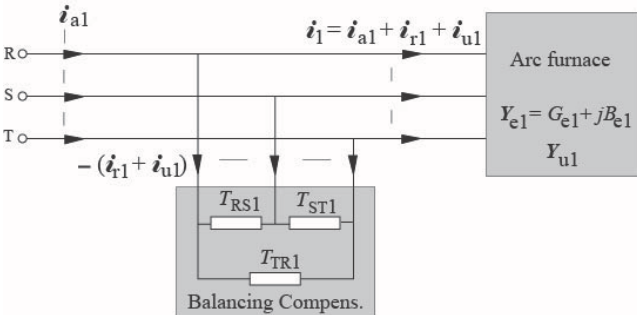 i_a1
i_1 = i_a1 + i_r1 + i_u1
R
S
T
Arc furnace
Y_e1 = G_e1 + jB_e1
Y_u1
− (i_r1 + i_u1)
T_RS1
T_ST1
T_TR1
Balancing Compens.